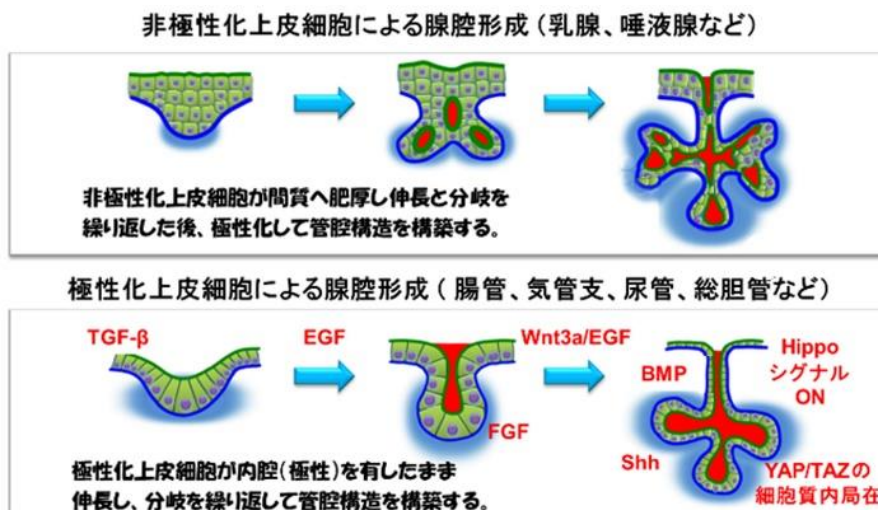 非極性化上皮細胞による腺腔形成（乳腺、唾液腺など）
非極性化上皮細胞が間質へ肥厚し伸長と分岐を
繰り返した後、極性化して管腔構造を構築する。
極性化上皮細胞による腺腔形成（ 腸管、気管支、尿管、総胆管など）
TGF-β
EGF
Wnt3a/EGF
Hippo
シグナル
ON
BMP
FGF
Shh
YAP/TAZの
細胞質内局在
極性化上皮細胞が内腔（極性）を有したまま
伸長し、分岐を繰り返して管腔構造を構築する。